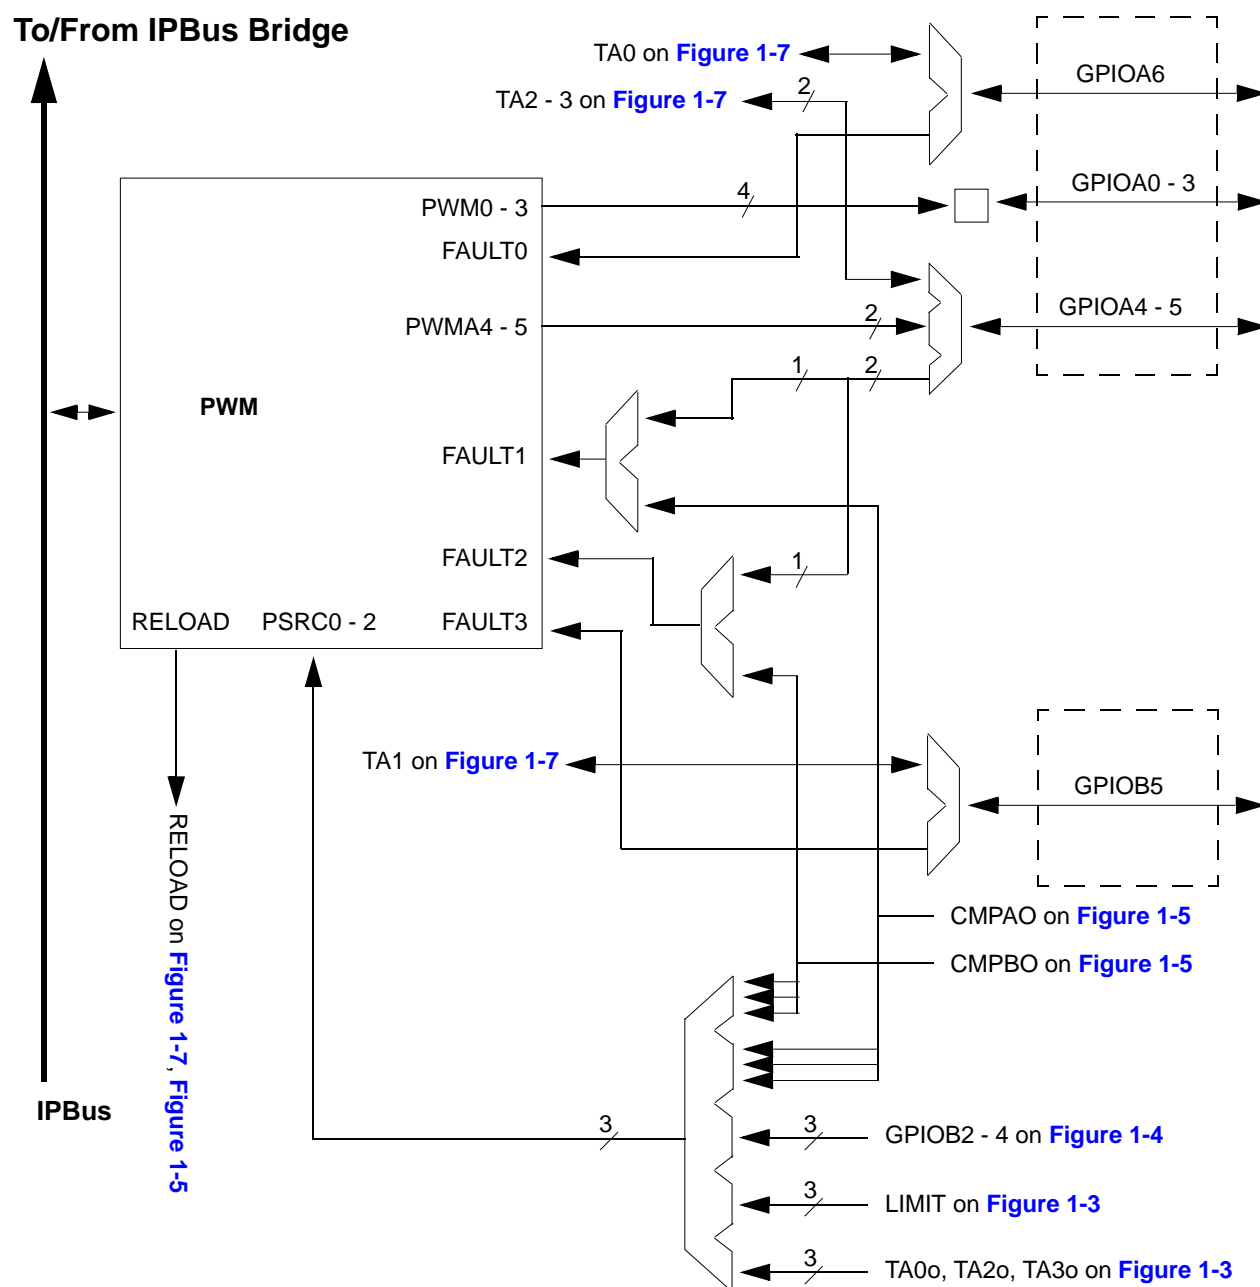 To/From IPBus Bridge
TA0 on Figure 1-7
GPIOA6
TA2 - 3 on Figure 1-7
2
GPIOA0 - 3
PWM0 - 3
4
FAULT0
GPIOA4 - 5
PWMA4 - 5
2
1
2
PWM
FAULT1
FAULT2
1
RELOAD
PSRC0 - 2
FAULT3
TA1 on Figure 1-7
GPIOB5
RELOAD on Figure 1-7, Figure 1-5
CMPAO on Figure 1-5
CMPBO on Figure 1-5
IPBus
3
3
GPIOB2 - 4 on Figure 1-4
3
LIMIT on Figure 1-3
3
TA0o, TA2o, TA3o on Figure 1-3